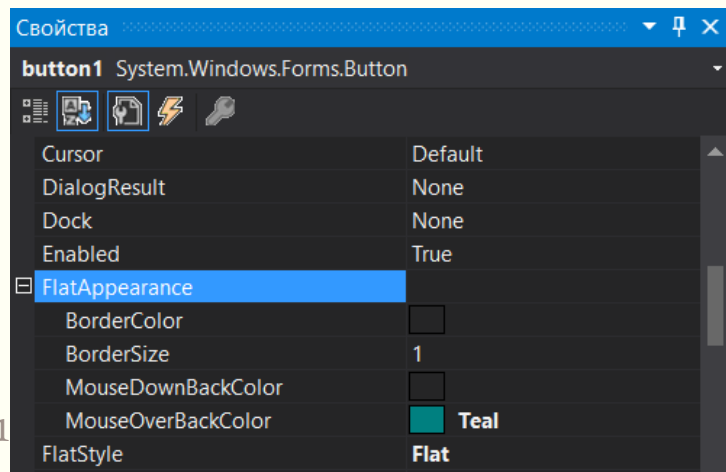 Свойства
button1 System.Windows.Forms.Button
Cursor Default
DialogResult None
Dock None
Enabled True
FlatAppearance
BorderColor
BorderSize 1
MouseDownBackColor
MouseOverBackColor Teal
1
FlatStyle Flat